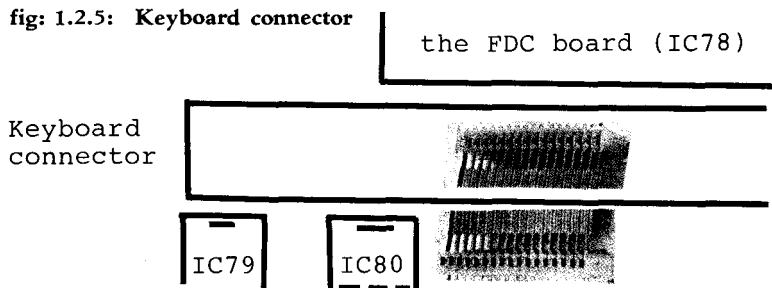 fig: 1.2.5: Keyboard connector
the FDC board (IC78)
Keyboard
connector
IC79
IC80